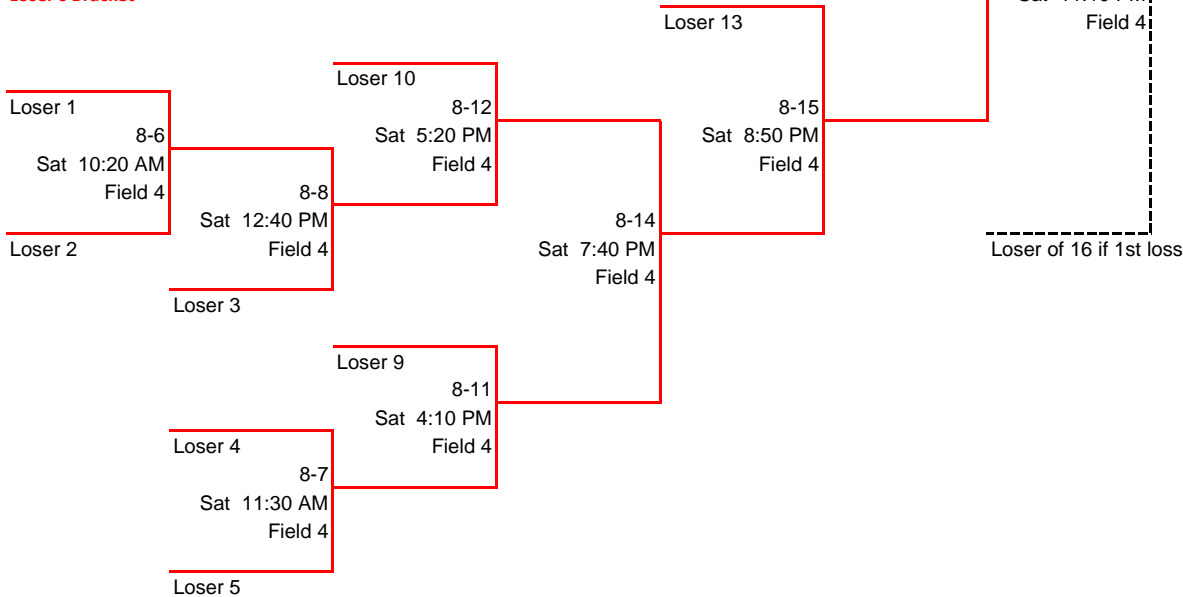 Loser 13
Field 4
Loser 10
Loser 1
8-12
8-15
8-6
Sat 5:20 PM
Sat 8:50 PM
Sat 10:20 AM
Field 4
Field 4
Field 4
8-8
Sat 12:40 PM
8-14
Loser 2
Field 4
Sat 7:40 PM
Loser of 16 if 1st loss
Field 4
Loser 3
Loser 9
8-11
Sat 4:10 PM
Loser 4
Field 4
8-7
Sat 11:30 AM
Field 4
Loser 5